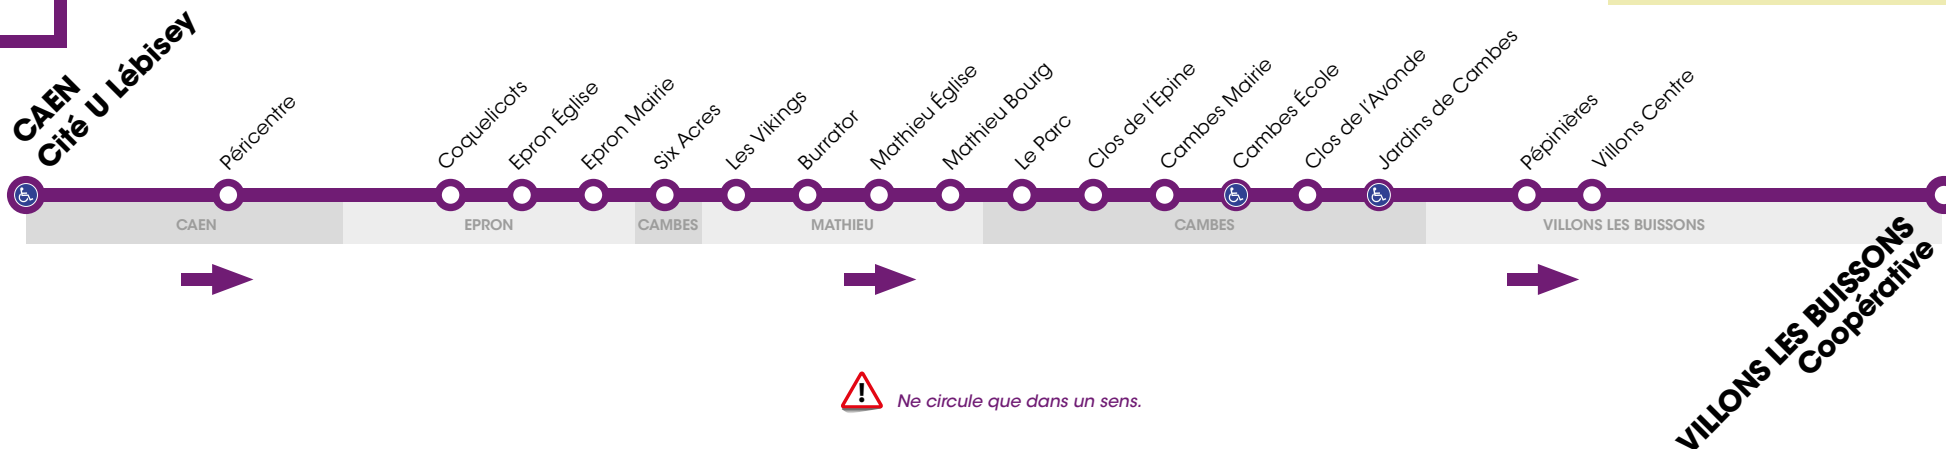 CAEN
Cité U Lébisey
Péricentre
Coquelicots
Epron Église
Epron Mairie
Six Acres
Les Vikings
Burrator
Mathieu Église
Mathieu Bourg
Le Parc
Clos de l'Epine
Cambes Mairie
Cambes École
Clos de l'Avonde
Jardins de Cambes
Pépinières
Villons Centre
VILLONS LES BUISSONS
Coopérative
CAEN
EPRON
CAMBES
MATHIEU
CAMBES
VILLONS LES BUISSONS
Ne circule que dans un sens.